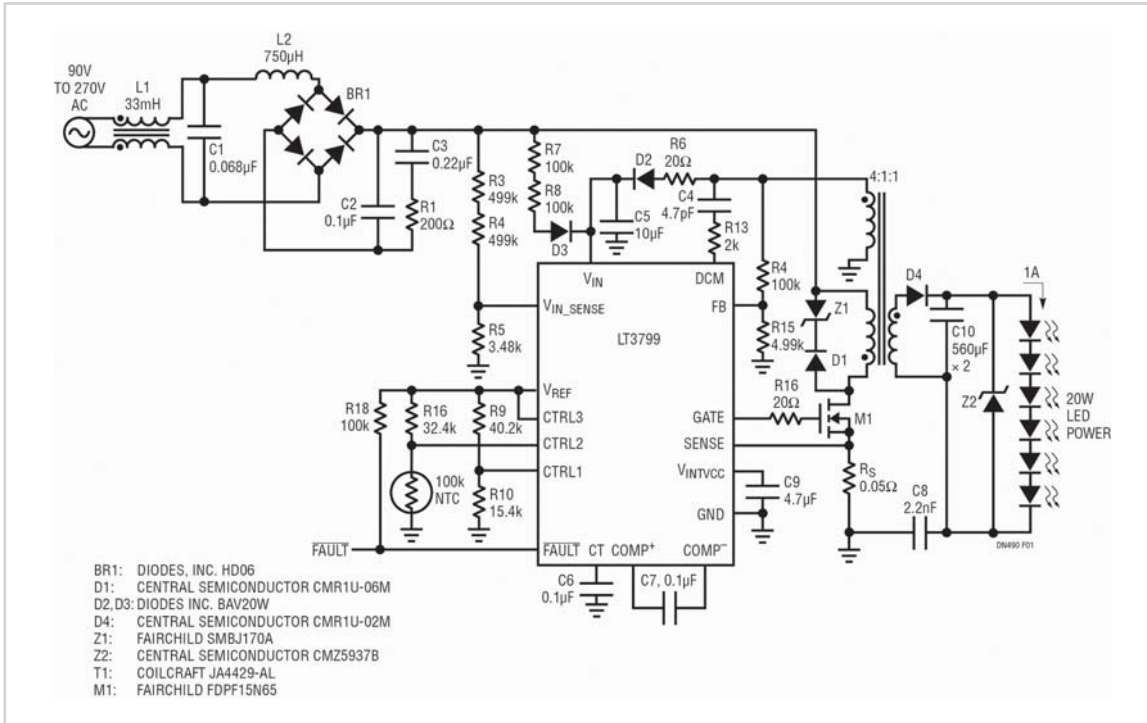 90V
TO 270V
AC
L1
33mH
L2
750µH
BR1
C1
0.068µF
C2
0.1µF
C3
0.22µF
R1
200Ω
R3
499k
R4
499k
R5
3.48k
R7
100k
R8
100k
D3
D2
R6
20Ω
C5
10µF
C4
4.7pF
R13
2k
R4
100k
R15
4.99k
4:1:1
Z1
D1
D4
1A
C10
560µF
× 2
Z2
20W
LED
POWER
VIN
DCM
VIN_SENSE
FB
LT3799
VREF
CTRL3
CTRL2
CTRL1
GATE
SENSE
VINTVCC
GND
R16
20Ω
M1
RS
0.05Ω
C9
4.7µF
C8
2.2nF
R18
100k
R16
32.4k
R9
40.2k
100k
NTC
R10
15.4k
FAULT
FAULT CT COMP+ COMP–
C6
0.1µF
C7, 0.1µF
DN490 F01
BR1: DIODES, INC. HD06
D1: CENTRAL SEMICONDUCTOR CMR1U-06M
D2,D3: DIODES INC. BAV20W
D4: CENTRAL SEMICONDUCTOR CMR1U-02M
Z1: FAIRCHILD SMBJ170A
Z2: CENTRAL SEMICONDUCTOR CMZ5937B
T1: COILCRAFT JA4429-AL
M1: FAIRCHILD FDPF15N65